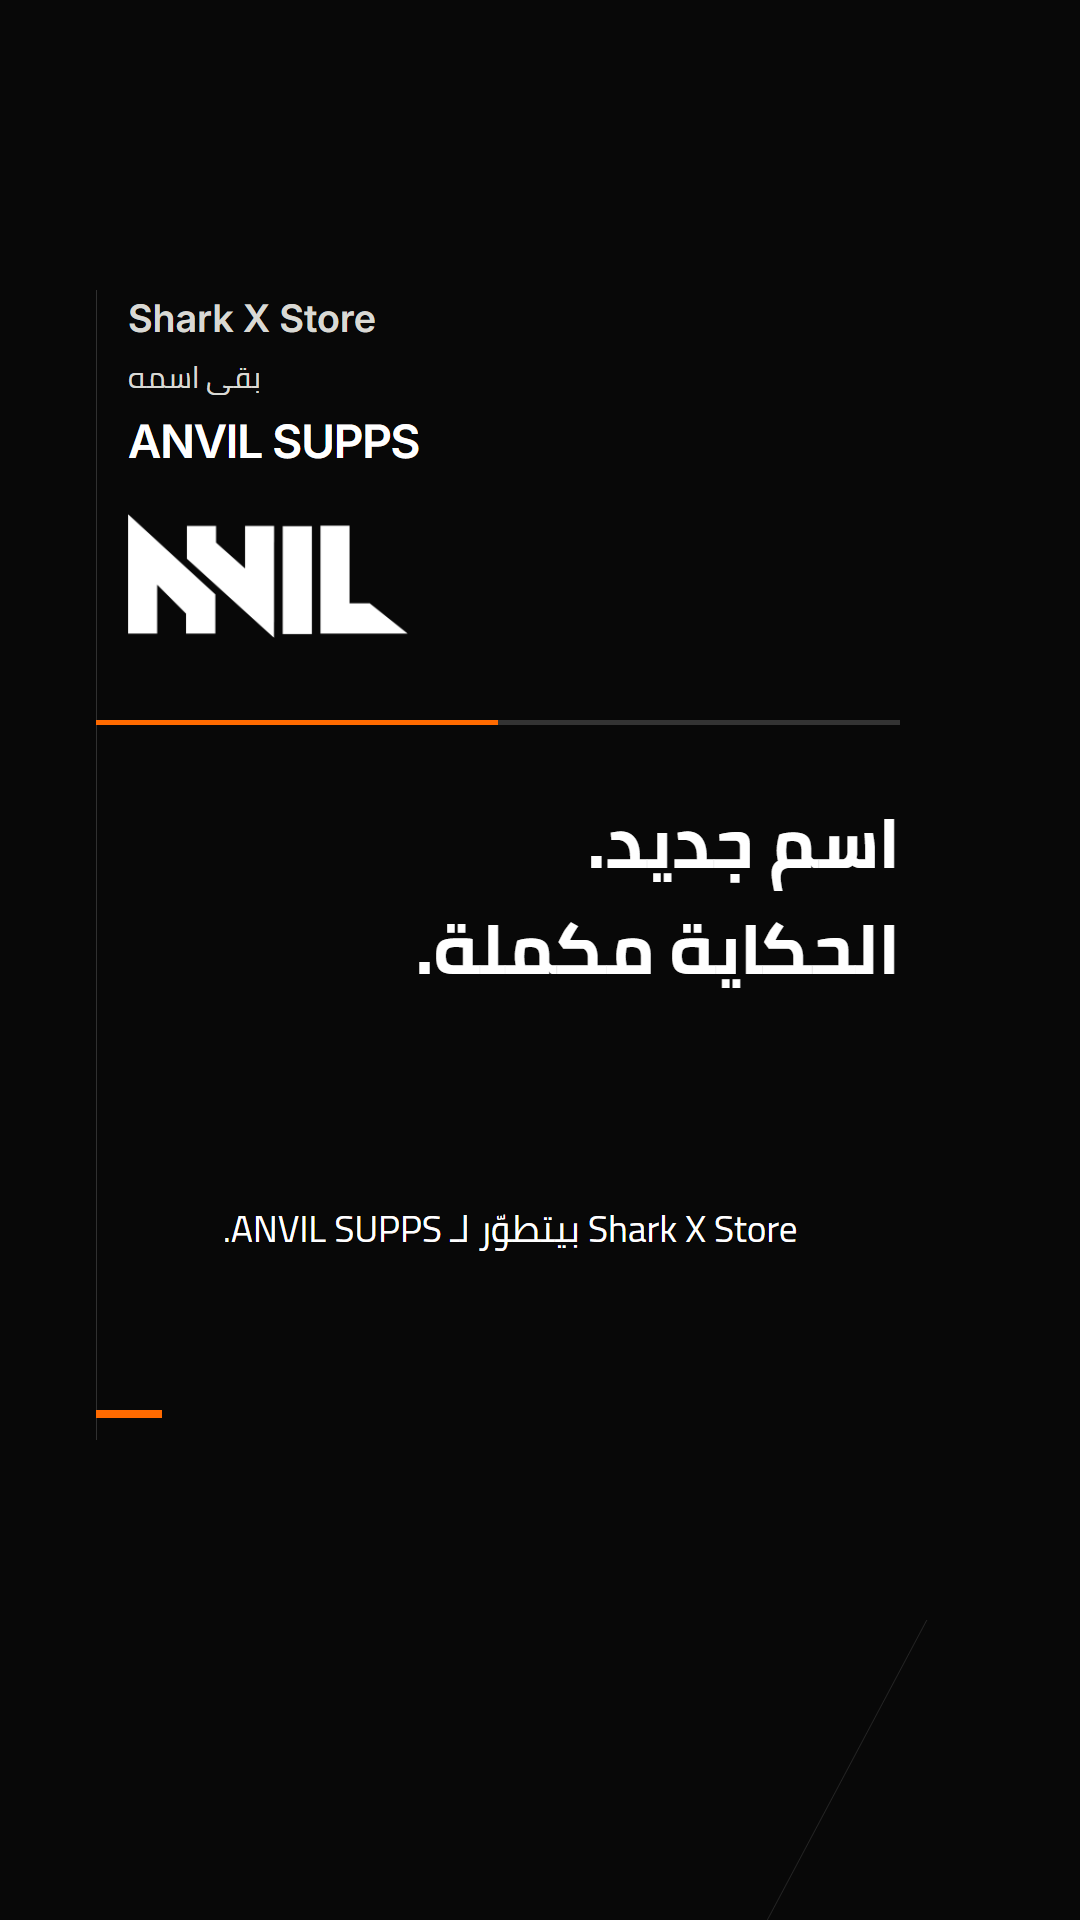 Shark X Store
بقى اسمه
ANVIL SUPPS
ANVIL
اسم جديد.
الحكاية مكملة.
Shark X Store بيتطوّر لـ ANVIL SUPPS.